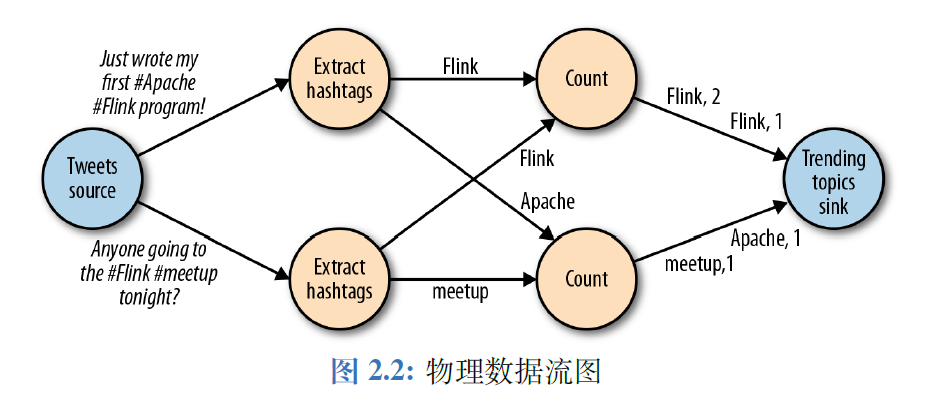 Just wrote my
first #Apache
#Flink program!
Tweets
source
Anyone going to
the #Flink #meetup
tonight?
Extract
hashtags
Extract
hashtags
Flink
Flink
Apache
meetup
Count
Count
Flink, 2
Flink, 1
Apache, 1
meetup,1
Trending
topics
sink
图 2.2: 物理数据流图